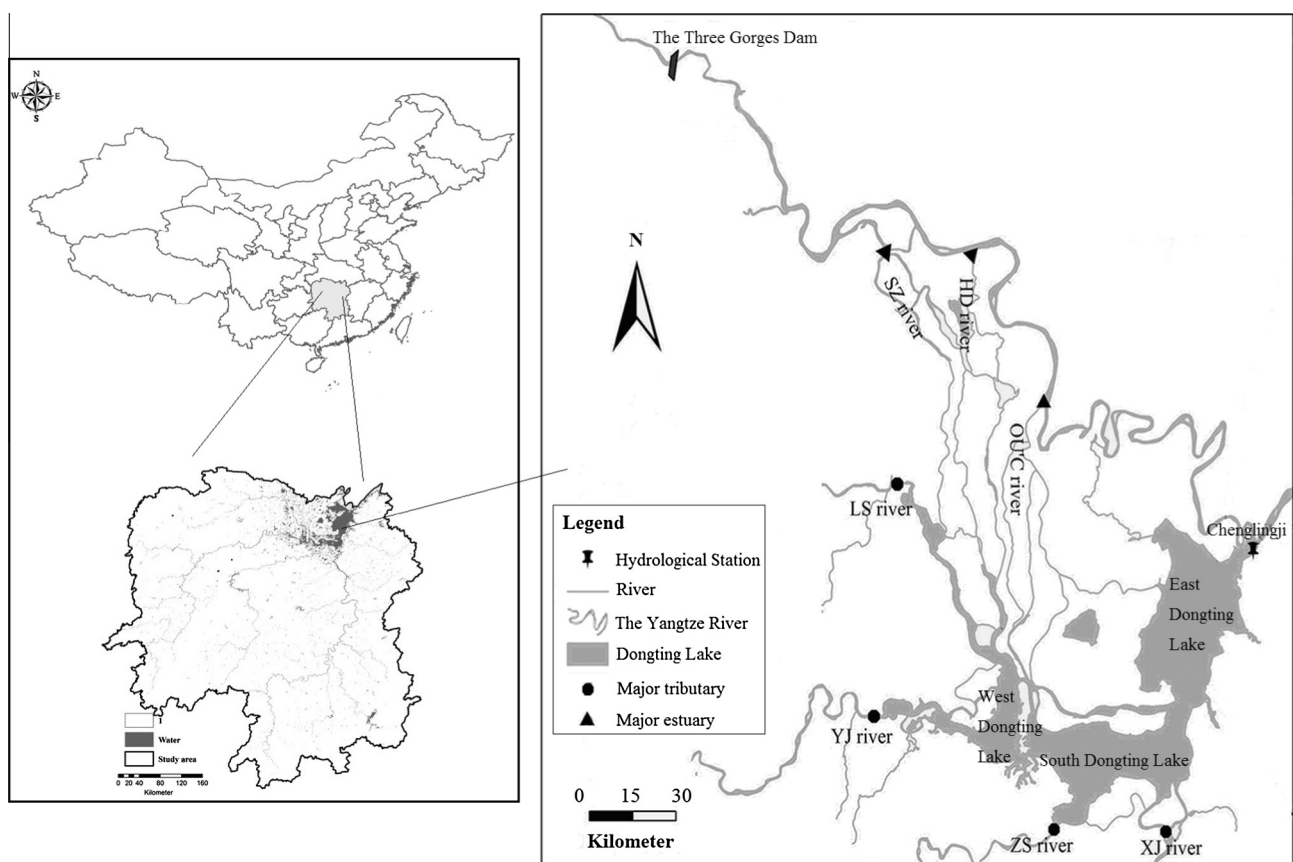 N
W E
S
1
Water
Study area
0 20 40 80 120 160
Kilometer
The Three Gorges Dam
N
SZ river
HD river
OU'C river
LS river
Chenglingji
East
Dongting
Lake
Legend
Hydrological Station
River
The Yangtze River
Dongting Lake
Major tributary
Major estuary
West
Dongting
Lake
YJ river
South Dongting Lake
0 15 30
Kilometer
ZS river
XJ river